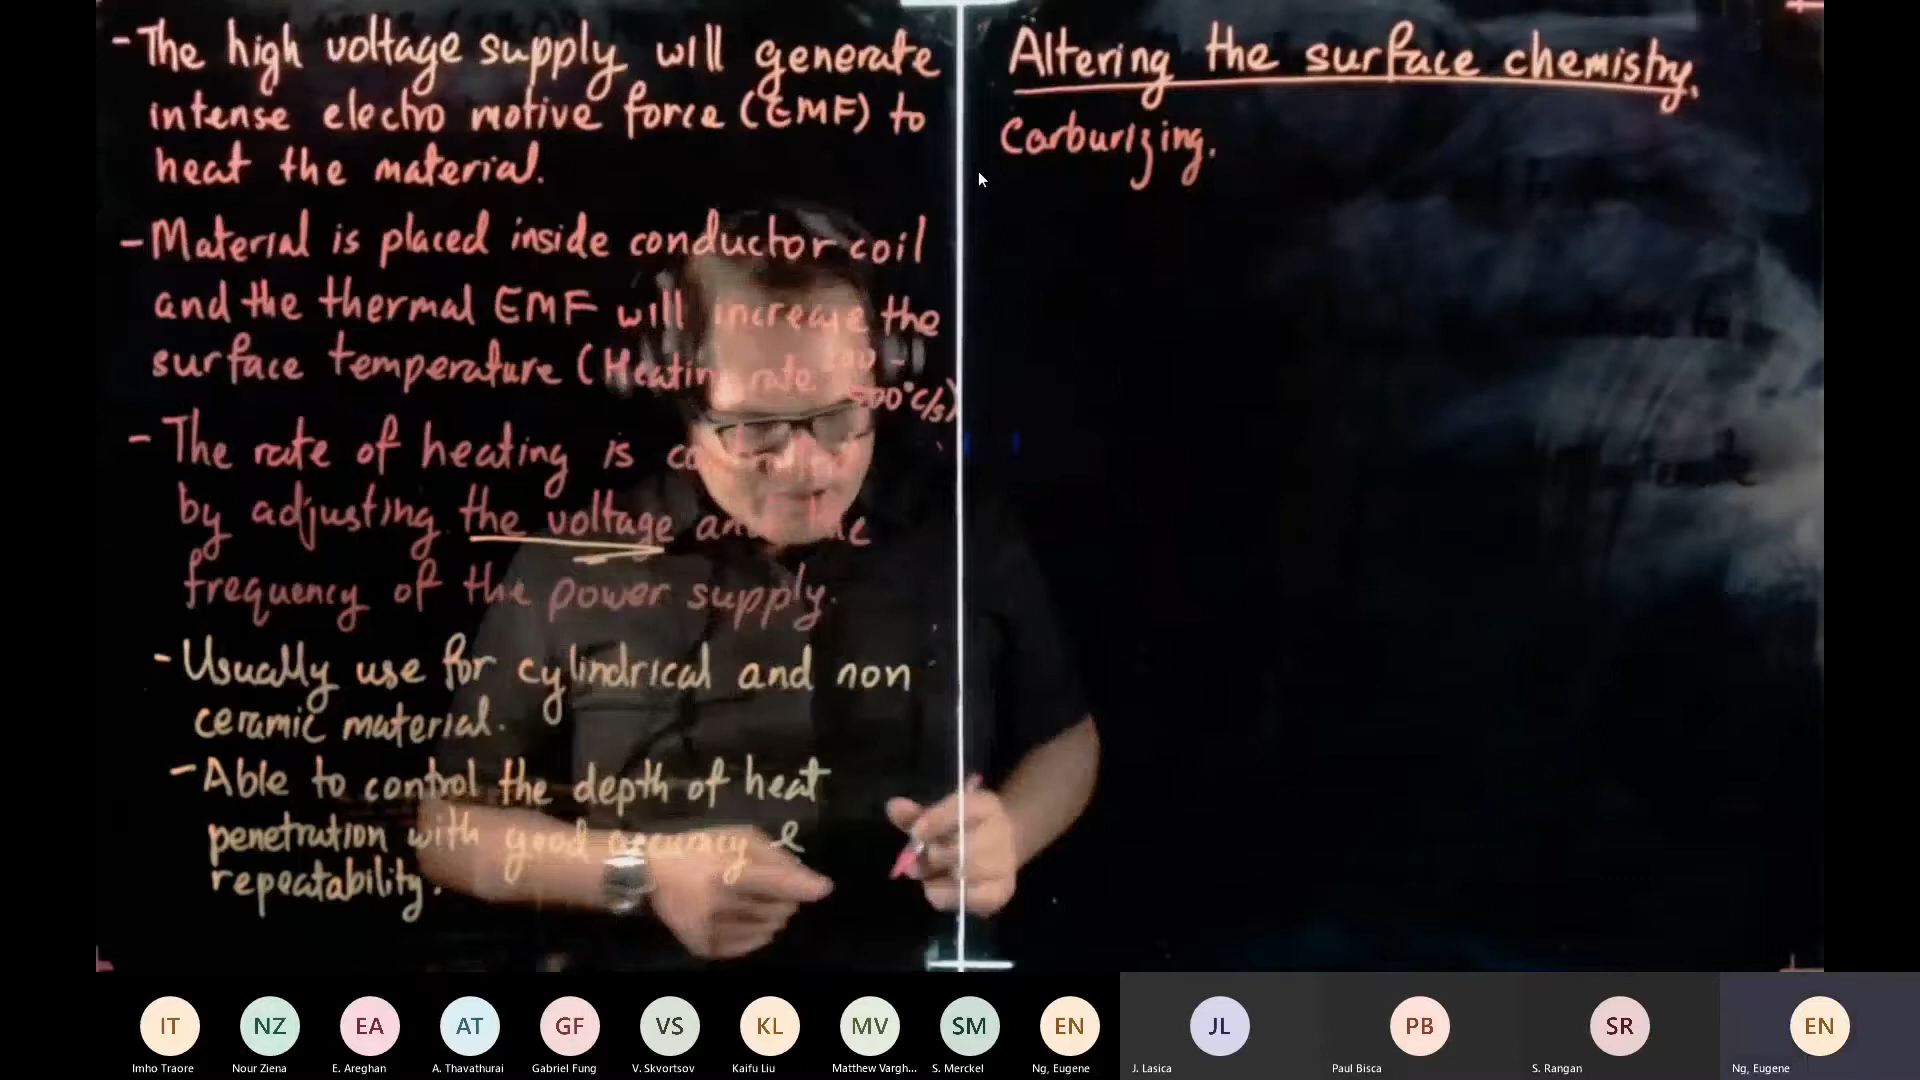 - The high voltage supply will generate
intense electro motive force (EMF) to
heat the material.
- Material is placed inside conductor coil
and the thermal EMF will increase the
surface temperature (Heating rate
500°C/s)
- The rate of heating is
by adjusting the voltage and the
frequency of the power supply.
- Usually use for cylindrical and non
ceramic material.
- Able to control the depth of heat
penetration with good accuracy &
repeatability.
Altering the surface chemistry.
Carburizing.
IT
NZ
EA
AT
GF
VS
KL
MV
SM
EN
JL
PB
SR
EN
Imho Traore
Nour Ziena
E. Areghan
A. Thavathurai
Gabriel Fung
V. Skvortsov
Kaifu Liu
Matthew Vargh...
S. Merckel
Ng, Eugene
J. Lasica
Paul Bisca
S. Rangan
Ng, Eugene